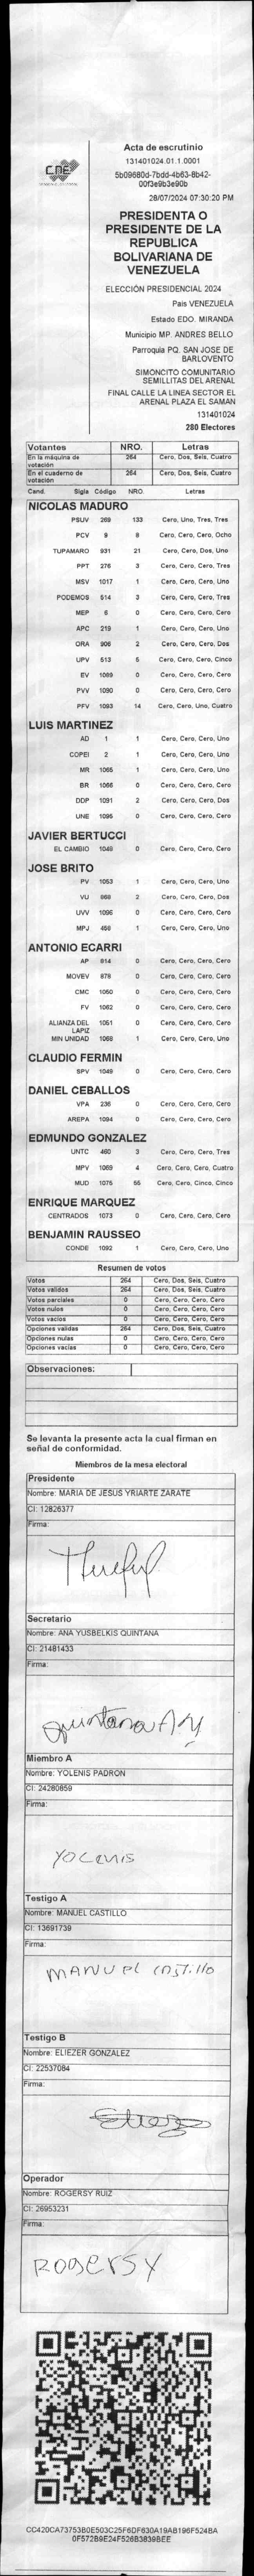 CNE
Acta de escrutinio
131401024.01.1.0001
5b09680d-7bdd-4b63-8b42-
00f3e9b3e90b
28/07/2024 07:30:20 PM
PRESIDENTA O
PRESIDENTE DE LA
REPUBLICA
BOLIVARIANA DE
VENEZUELA
ELECCIÓN PRESIDENCIAL 2024
Pais VENEZUELA
Estado EDO. MIRANDA
Municipio MP. ANDRES BELLO
Parroquia PQ. SAN JOSE DE
BARLOVENTO
SIMONCITO COMUNITARIO
SEMILLITAS DEL ARENAL
FINAL CALLE LA LINEA SECTOR EL
ARENAL PLAZA EL SAMAN
131401024
280 Electores
Votantes NRO. Letras
En la máquina de votación 264 Cero, Dos, Seis, Cuatro
En el cuaderno de votación 264 Cero, Dos, Seis, Cuatro
Cand. Sigla Código NRO. Letras
NICOLAS MADURO
PSUV 269 133 Cero, Uno, Tres, Tres
PCV 9 8 Cero, Cero, Cero, Ocho
TUPAMARO 931 21 Cero, Cero, Dos, Uno
PPT 276 3 Cero, Cero, Cero, Tres
MSV 1017 1 Cero, Cero, Cero, Uno
PODEMOS 514 3 Cero, Cero, Cero, Tres
MEP 6 0 Cero, Cero, Cero, Cero
APC 219 1 Cero, Cero, Cero, Uno
ORA 906 2 Cero, Cero, Cero, Dos
UPV 513 5 Cero, Cero, Cero, Cinco
EV 1089 0 Cero, Cero, Cero, Cero
PVV 1090 0 Cero, Cero, Cero, Cero
PFV 1083 14 Cero, Cero, Uno, Cuatro
LUIS MARTINEZ
AD 1 1 Cero, Cero, Cero, Uno
COPEI 2 1 Cero, Cero, Cero, Uno
MR 1065 1 Cero, Cero, Cero, Uno
BR 1066 0 Cero, Cero, Cero, Cero
DDP 1091 2 Cero, Cero, Cero, Dos
UNE 1095 0 Cero, Cero, Cero, Cero
JAVIER BERTUCCI
EL CAMBIO 1048 0 Cero, Cero, Cero, Cero
JOSE BRITO
PV 1053 1 Cero, Cero, Cero, Uno
VU 868 2 Cero, Cero, Cero, Dos
UVV 1096 0 Cero, Cero, Cero, Cero
MPJ 458 1 Cero, Cero, Cero, Uno
ANTONIO ECARRI
AP 814 0 Cero, Cero, Cero, Cero
MOVEV 878 0 Cero, Cero, Cero, Cero
CMC 1050 0 Cero, Cero, Cero, Cero
FV 1062 0 Cero, Cero, Cero, Cero
ALIANZA DEL LAPIZ 1051 0 Cero, Cero, Cero, Cero
MIN UNIDAD 1068 1 Cero, Cero, Cero, Uno
CLAUDIO FERMIN
SPV 1049 0 Cero, Cero, Cero, Cero
DANIEL CEBALLOS
VPA 236 0 Cero, Cero, Cero, Cero
AREPA 1094 0 Cero, Cero, Cero, Cero
EDMUNDO GONZALEZ
UNTC 460 3 Cero, Cero, Cero, Tres
MPV 1069 4 Cero, Cero, Cero, Cuatro
MUD 1075 55 Cero, Cero, Cinco, Cinco
ENRIQUE MARQUEZ
CENTRADOS 1073 0 Cero, Cero, Cero, Cero
BENJAMIN RAUSSEO
CONDE 1092 1 Cero, Cero, Cero, Uno
Resumen de votos
Votos 264 Cero, Dos, Seis, Cuatro
Votos validos 264 Cero, Dos, Seis, Cuatro
Votos parciales 0 Cero, Cero, Cero, Cero
Votos nulos 0 Cero, Cero, Cero, Cero
Votos vacios 0 Cero, Cero, Cero, Cero
Opciones validas 264 Cero, Dos, Seis, Cuatro
Opciones nulas 0 Cero, Cero, Cero, Cero
Opciones vacias 0 Cero, Cero, Cero, Cero
Observaciones:
Se levanta la presente acta la cual firman en
señal de conformidad.
Miembros de la mesa electoral
Presidente
Nombre: MARIA DE JESUS YRIARTE ZARATE
CI: 12826377
Firma:
Secretario
Nombre: ANA YUSBELKIS QUINTANA
CI: 21481433
Firma:
Quintana
Miembro A
Nombre: YOLENIS PADRON
CI: 24280859
Firma:
YOLENIS
Testigo A
Nombre: MANUEL CASTILLO
CI: 13691739
Firma:
MANUEL CASTILLO
Testigo B
Nombre: ELIEZER GONZALEZ
CI: 22537084
Firma:
Operador
Nombre: ROGERSY RUIZ
CI: 26953231
Firma:
ROGERSY
CC420CA73753B0E503C25F6DF630A19AB196F524BA
0F572B9E24F526B3839BEE